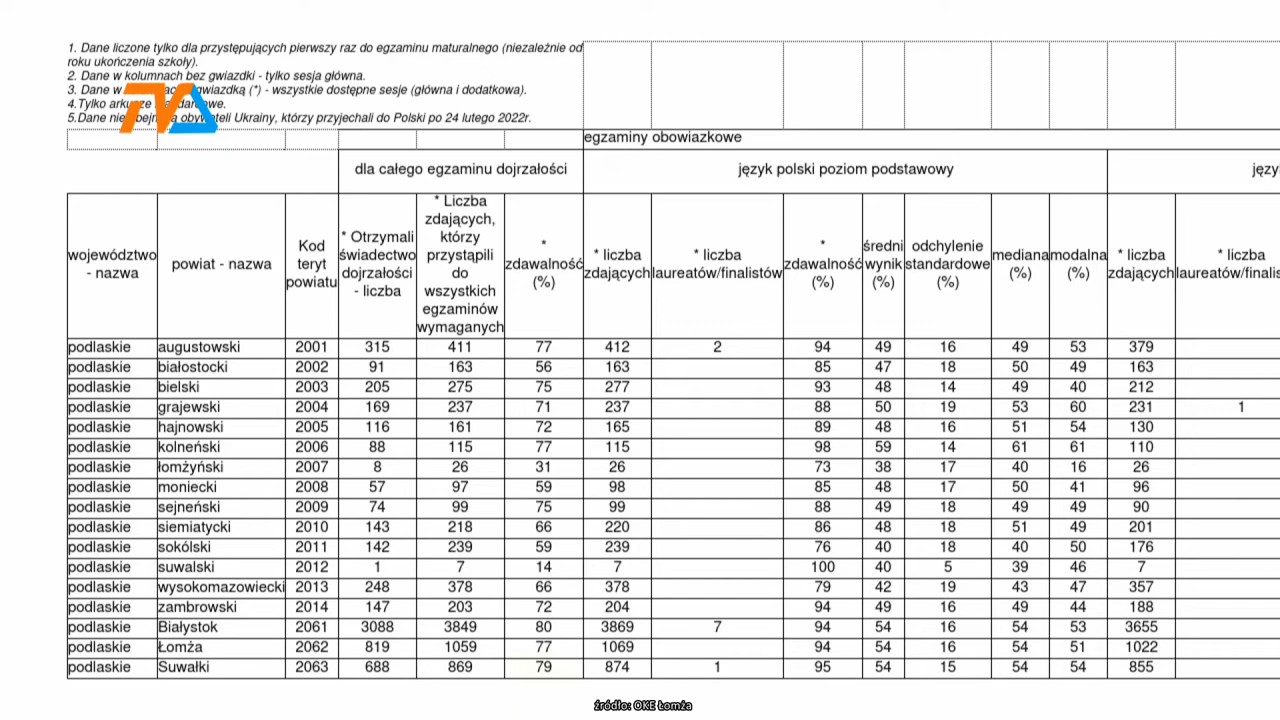 1. Dane liczone tylko dla przystępujących pierwszy raz do egzaminu maturalnego (niezależnie od
roku ukończenia szkoły).
2. Dane w kolumnach bez gwiazdki - tylko sesja główna.
3. Dane w gwiazdką (*) - wszystkie dostępne sesje (główna i dodatkowa).
4.Tylko arkusze standardowe.
5.Dane nie obejmują obywateli Ukrainy, którzy przyjechali do Polski po 24 lutego 2022r.
egzaminy obowiazkowe
dla całego egzaminu dojrzałości język polski poziom podstawowy
województwo - nazwa
powiat - nazwa
Kod teryt powiatu
* Otrzymali świadectwo dojrzałości - liczba
* Liczba zdających, którzy przystąpili do wszystkich egzaminów wymaganych
* zdawalność (%)
* liczba zdających
* liczba laureatów/finalistów
* zdawalność (%)
średni wynik (%)
odchylenie standardowe (%)
mediana (%)
modalna (%)
* liczba zdających
* liczba
podlaskie augustowski 2001 315 411 77 412 2 94 49 16 49 53 379
podlaskie białostocki 2002 91 163 56 163 85 47 18 50 49 163
podlaskie bielski 2003 205 275 75 277 93 48 14 49 40 212
podlaskie grajewski 2004 169 237 71 237 88 50 19 53 60 231 1
podlaskie hajnowski 2005 116 161 72 165 89 48 16 51 54 130
podlaskie kolneński 2006 88 115 77 115 98 59 14 61 61 110
podlaskie łomżyński 2007 8 26 31 26 73 38 17 40 16 26
podlaskie moniecki 2008 57 97 59 98 85 48 17 50 41 96
podlaskie sejneński 2009 74 99 75 99 88 49 18 49 49 90
podlaskie siemiatycki 2010 143 218 66 220 86 48 18 51 49 201
podlaskie sokólski 2011 142 239 59 239 76 40 18 40 50 176
podlaskie suwalski 2012 1 7 14 7 100 40 5 39 46 7
podlaskie wysokomazowiecki 2013 248 378 66 378 79 42 19 43 47 357
podlaskie zambrowski 2014 147 203 72 204 94 49 16 49 44 188
podlaskie Białystok 2061 3088 3849 80 3869 7 94 54 16 54 53 3655
podlaskie Łomża 2062 819 1059 77 1069 94 54 16 54 51 1022
podlaskie Suwałki 2063 688 869 79 874 1 95 54 15 54 54 855
źródło: OKE Łomża